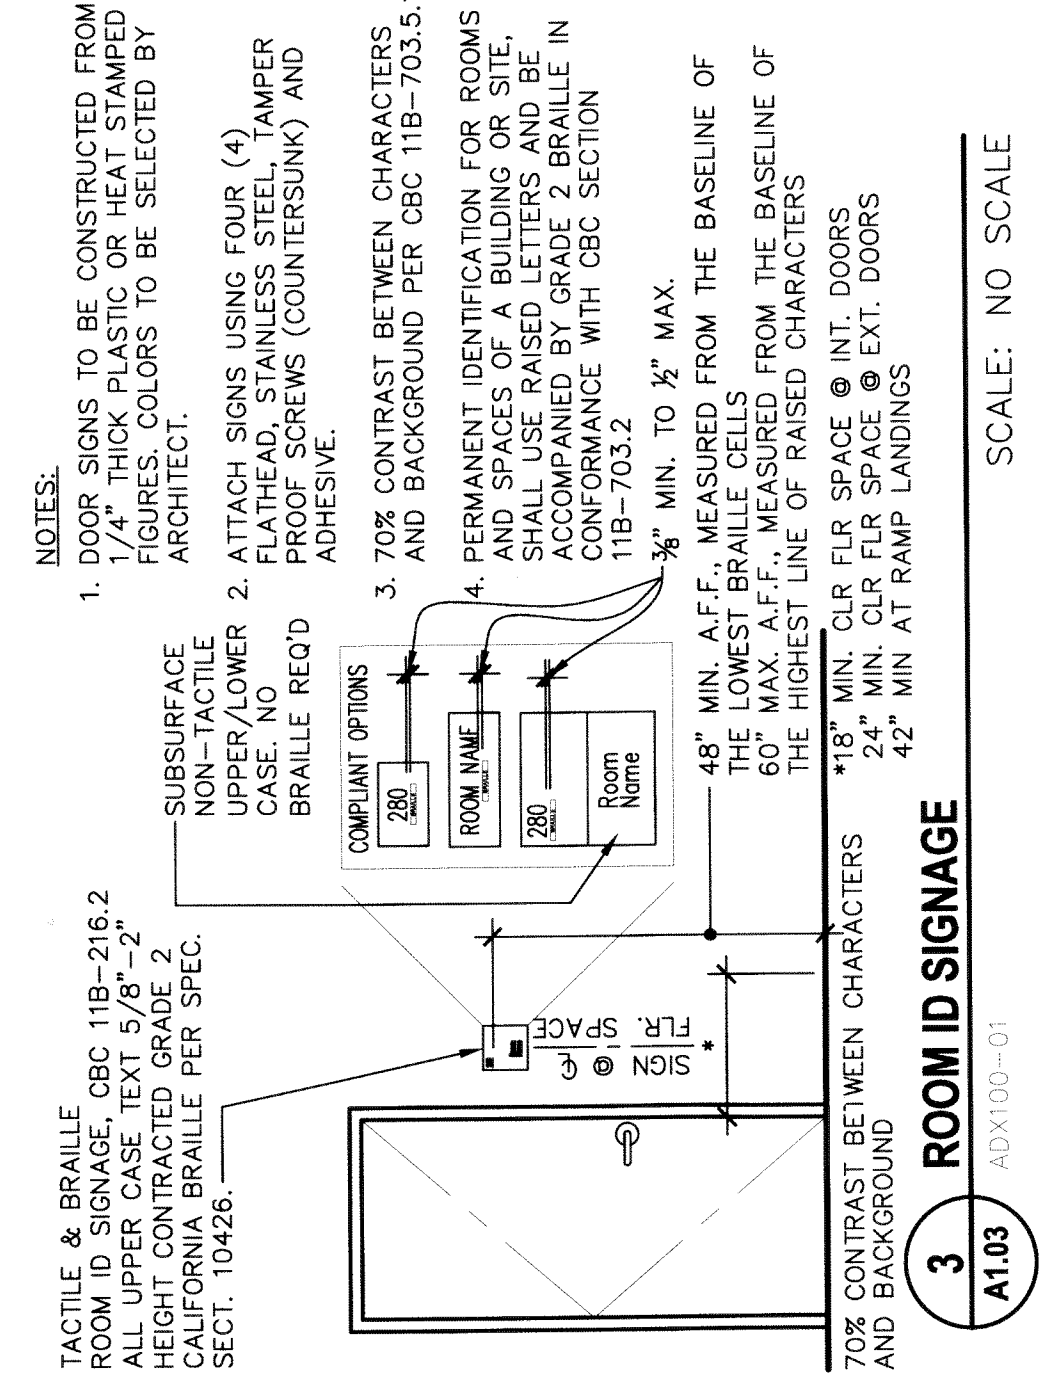 TACTILE & BRAILLE
ROOM ID SIGNAGE, CBC 11B-216.2
ALL UPPER CASE TEXT 5/8"-2"
HEIGHT CONTRACTED GRADE 2
CALIFORNIA BRAILLE PER SPEC.
SECT. 10426.
SUBSURFACE
NON-TACTILE
UPPER/LOWER
CASE. NO
BRAILLE REQ'D
NOTES:
1. DOOR SIGNS TO BE CONSTRUCTED FROM
1/4" THICK PLASTIC OR HEAT STAMPED
FIGURES. COLORS TO BE SELECTED BY
ARCHITECT.
2. ATTACH SIGNS USING FOUR (4)
FLATHEAD, STAINLESS STEEL, TAMPER
PROOF SCREWS (COUNTERSUNK) AND
ADHESIVE.
3. 70% CONTRAST BETWEEN CHARACTERS
AND BACKGROUND PER CBC 11B-703.5.
4. PERMANENT IDENTIFICATION FOR ROOMS
AND SPACES OF A BUILDING OR SITE,
SHALL USE RAISED LETTERS AND BE
ACCOMPANIED BY GRADE 2 BRAILLE IN
CONFORMANCE WITH CBC SECTION
11B-703.2
COMPLIANT OPTIONS
280
BRAILLE
ROOM NAME
BRAILLE
280
BRAILLE
Room
Name
3/8" MIN. TO 1/2" MAX.
SIGN @ ℄
FLR. SPACE
*
48" MIN. A.F.F., MEASURED FROM THE BASELINE OF
THE LOWEST BRAILLE CELLS
60" MAX. A.F.F., MEASURED FROM THE BASELINE OF
THE HIGHEST LINE OF RAISED CHARACTERS
*18" MIN. CLR FLR SPACE @ INT. DOORS
24" MIN. CLR FLR SPACE @ EXT. DOORS
42" MIN AT RAMP LANDINGS
70% CONTRAST BETWEEN CHARACTERS
AND BACKGROUND
3
A1.03
ROOM ID SIGNAGE
ADX100-01
SCALE: NO SCALE